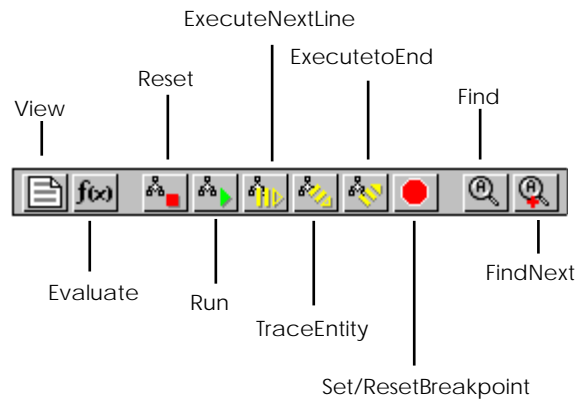 ExecuteNextLine
ExecutetoEnd
Reset
Find
View
f(x)
A
A
Evaluate
Run
FindNext
TraceEntity
Set/ResetBreakpoint